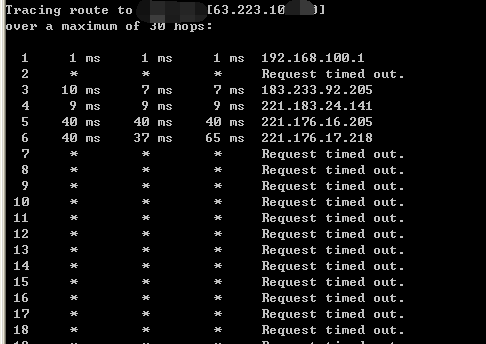 Tracing route to [63.223.10 ]
over a maximum of 30 hops:
1 1 ms 1 ms 1 ms 192.168.100.1
2 * * * Request timed out.
3 10 ms 7 ms 7 ms 183.233.92.205
4 9 ms 9 ms 9 ms 221.183.24.141
5 40 ms 40 ms 40 ms 221.176.16.205
6 40 ms 37 ms 65 ms 221.176.17.218
7 * * * Request timed out.
8 * * * Request timed out.
9 * * * Request timed out.
10 * * * Request timed out.
11 * * * Request timed out.
12 * * * Request timed out.
13 * * * Request timed out.
14 * * * Request timed out.
15 * * * Request timed out.
16 * * * Request timed out.
17 * * * Request timed out.
18 * * * Request timed out.